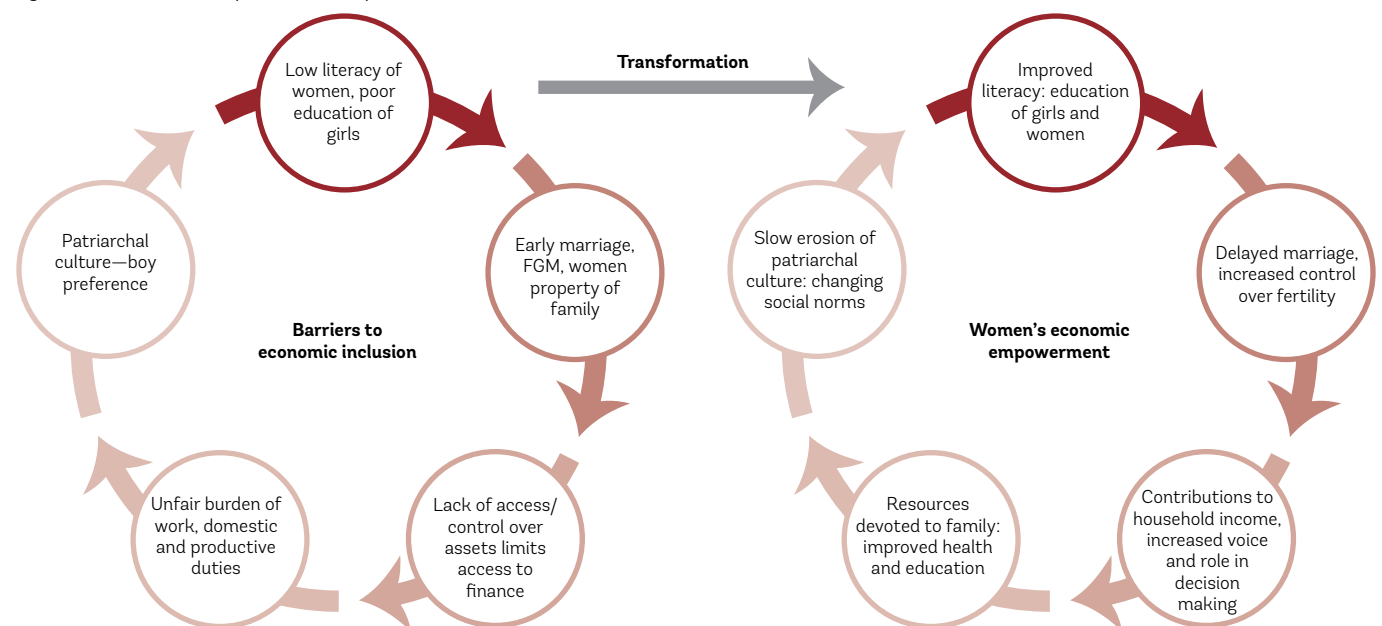 Transformation
Low literacy of
women, poor
education of
girls
Early marriage,
FGM, women
property of
family
Lack of access/
control over
assets limits
access to
finance
Unfair burden of
work, domestic
and productive
duties
Patriarchal
culture—boy
preference
Barriers to
economic inclusion
Improved
literacy: education
of girls and
women
Delayed marriage,
increased control
over fertility
Contributions to
household income,
increased voice
and role in
decision
making
Resources
devoted to family:
improved health
and education
Slow erosion of
patriarchal
culture: changing
social norms
Women’s economic
empowerment